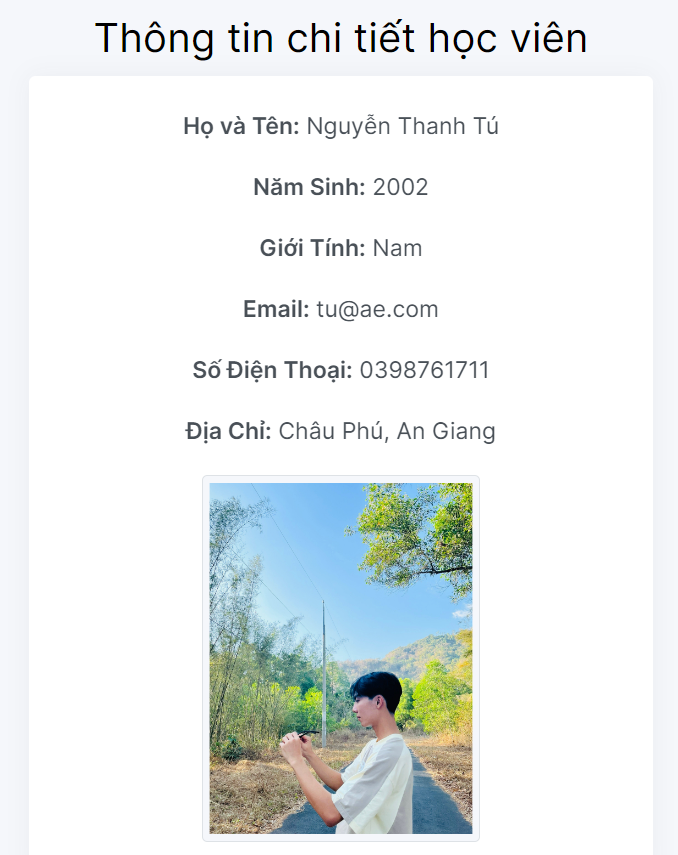 Thông tin chi tiết học viên
Họ và Tên: Nguyễn Thanh Tú
Năm Sinh: 2002
Giới Tính: Nam
Email: tu@ae.com
Số Điện Thoại: 0398761711
Địa Chỉ: Châu Phú, An Giang